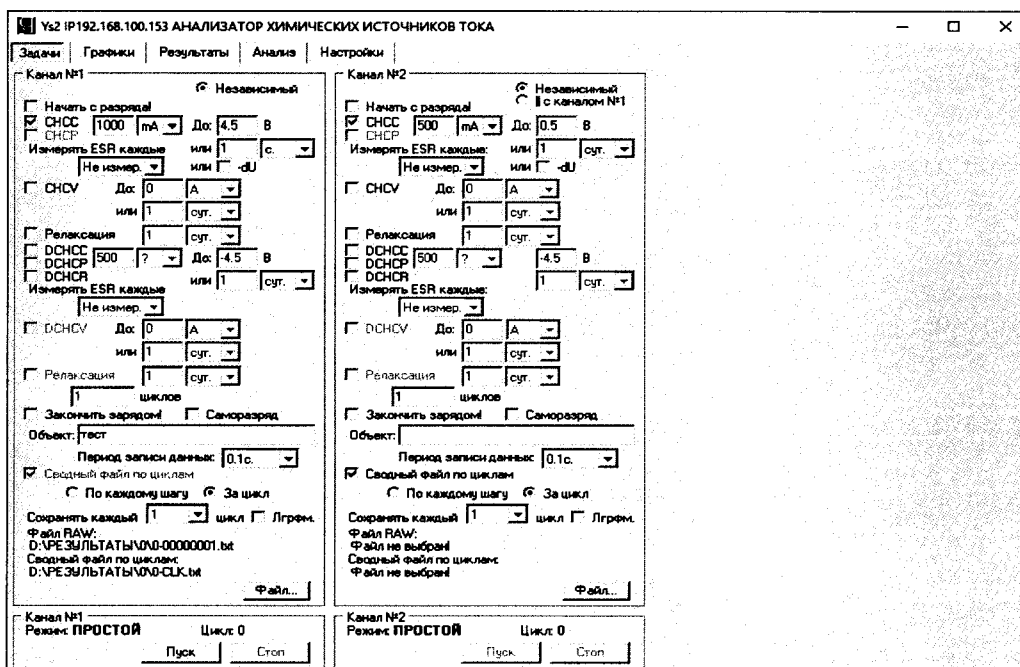 Ys2 IP192.168.100.153 АНАЛИЗАТОР ХИМИЧЕСКИХ ИСТОЧНИКОВ ТОКА
Задачи Графики Результаты Анализ Настройки
Канал №1
Независимый
Начать с разряда!
CHCC 1000 mA До: 4.5 В
CHCP
Измерять ESR каждые или 1 с.
Не измер. или -dU
CHCV До: 0 A
или 1 сут.
Релаксация 1 сут.
DCHCC 500 ? До: -4.5 В
DCHCP
DCHCR или 1 сут.
Измерять ESR каждые
Не измер.
DCHCV До: 0 A
или 1 сут.
Релаксация 1 сут.
1 циклов
Закончить зарядом! Саморазряд
Объект: тест
Период записи данных: 0.1с.
Сводный файл по циклам
По каждому шагу За цикл
Сохранять каждый 1 цикл Лгрфм.
Файл RAW:
D:\РЕЗУЛЬТАТЫ\0\0-00000001.txt
Сводный файл по циклам:
D:\РЕЗУЛЬТАТЫ\0\0-CLK.txt
Файл...
Канал №1
Режим: ПРОСТОЙ Цикл: 0
Пуск Стоп
Канал №2
Независимый
с каналом №1
Начать с разряда!
CHCC 500 mA До: 0.5 В
CHCP
Измерять ESR каждые: или 1 сут.
Не измер. или -dU
CHCV До: 0 A
или 1 сут.
Релаксация 1 сут.
DCHCC 500 ? -4.5 В
DCHCP
DCHCR 1 сут.
Измерять ESR каждые:
Не измер.
DCHCV До: 0 A
или 1 сут.
Релаксация 1 сут.
1 циклов
Закончить зарядом! Саморазряд
Объект:
Период записи данных: 0.1с.
Сводный файл по циклам
По каждому шагу За цикл
Сохранять каждый 1 цикл Лгрфм.
Файл RAW:
Файл не выбран!
Сводный файл по циклам:
Файл не выбран!
Файл...
Канал №2
Режим: ПРОСТОЙ Цикл: 0
Пуск Стоп